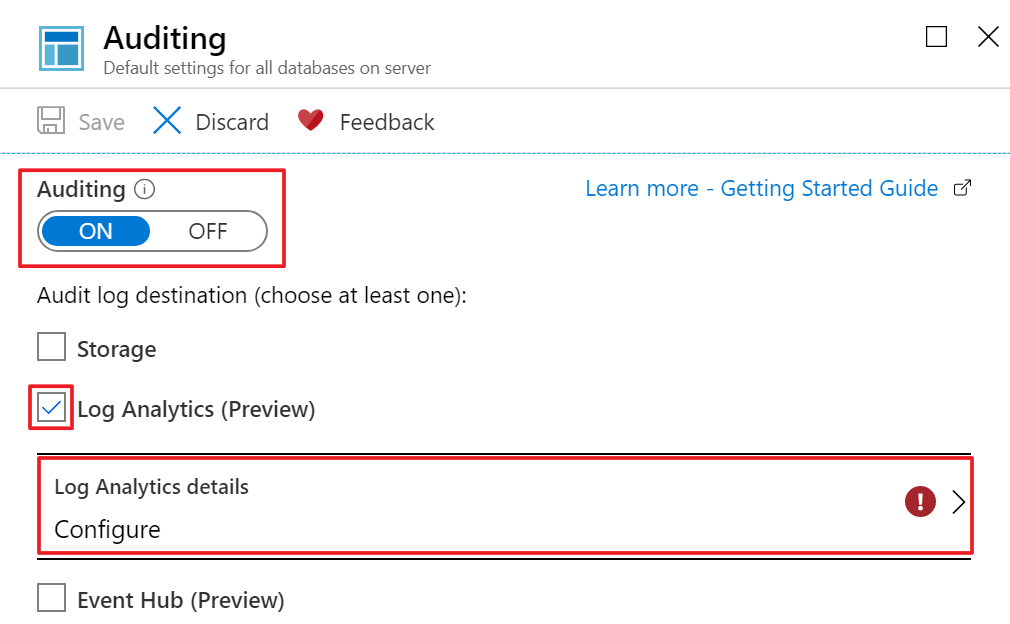 Auditing
Default settings for all databases on server
Save Discard Feedback
Auditing
Learn more - Getting Started Guide
ON OFF
Audit log destination (choose at least one):
Storage
Log Analytics (Preview)
Log Analytics details
Configure
Event Hub (Preview)